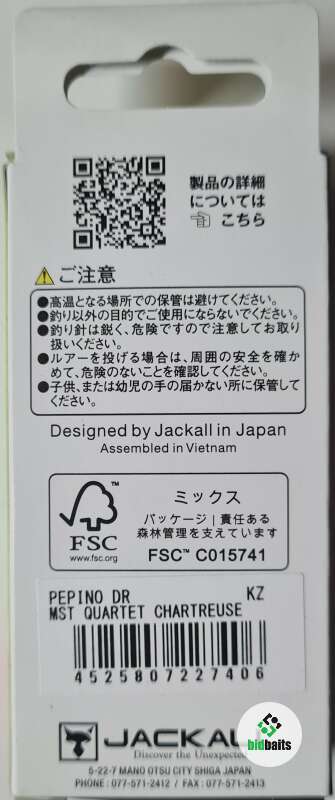 製品の詳細
については
☜ こちら
⚠ ご注意
●高温となる場所での保管は避けてください。
●釣り以外の目的でご使用にならないでください。
●釣り針は鋭く、危険ですので注意してお取り
扱いください。
●ルアーを投げる場合は、周囲の安全を確か
めて、危険のないことを確認してください。
●子供、または幼児の手の届かない所に保管して
ください。
Designed by Jackall in Japan
Assembled in Vietnam
FSC
www.fsc.org
ミックス
パッケージ | 責任ある
森林管理を支えています
FSC™ C015741
PEPINO DR KZ
MST QUARTET CHARTREUSE
4525807227406
JACKALL
Discover the Unexpected
bidbaits
5-22-7 MANO OTSU CITY SHIGA JAPAN
PHONE : 077-571-2412 / FAX : 077-571-2413